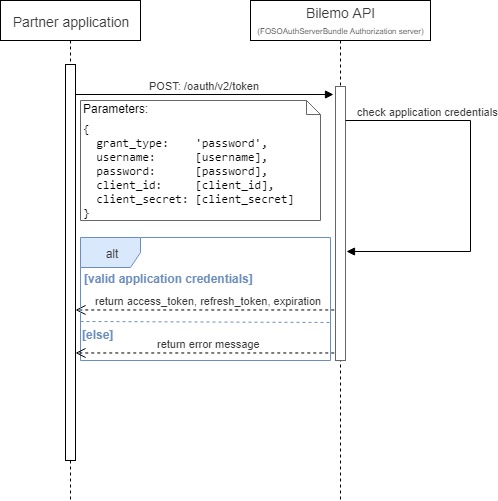 Partner application
Bilemo API
(FOSOAuthServerBundle Authorization server)
POST: /oauth/v2/token
Parameters:
{
grant_type: 'password',
username: [username],
password: [password],
client_id: [client_id],
client_secret: [client_secret]
}
check application credentials
alt
[valid application credentials]
return access_token, refresh_token, expiration
[else]
return error message